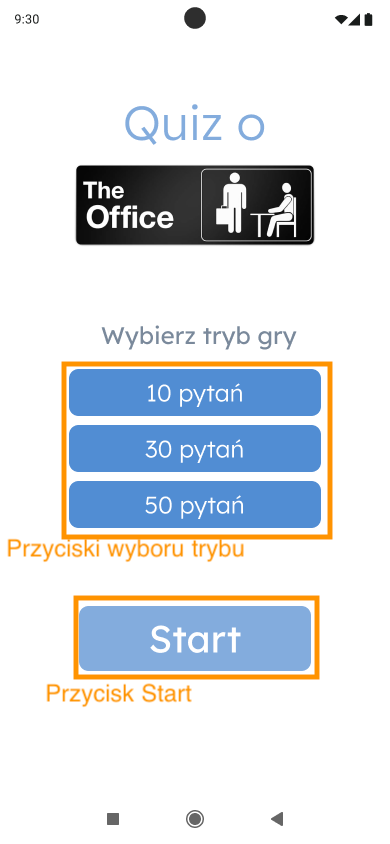 9:30
Quiz o
The
Office
Wybierz tryb gry
10 pytań
30 pytań
50 pytań
Przyciski wyboru trybu
Start
Przycisk Start